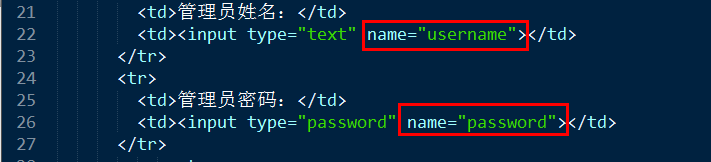 21 <td>管理员姓名：</td>
22 <td><input type="text" name="username"></td>
23 </tr>
24 <tr>
25 <td>管理员密码：</td>
26 <td><input type="password" name="password"></td>
27 </tr>